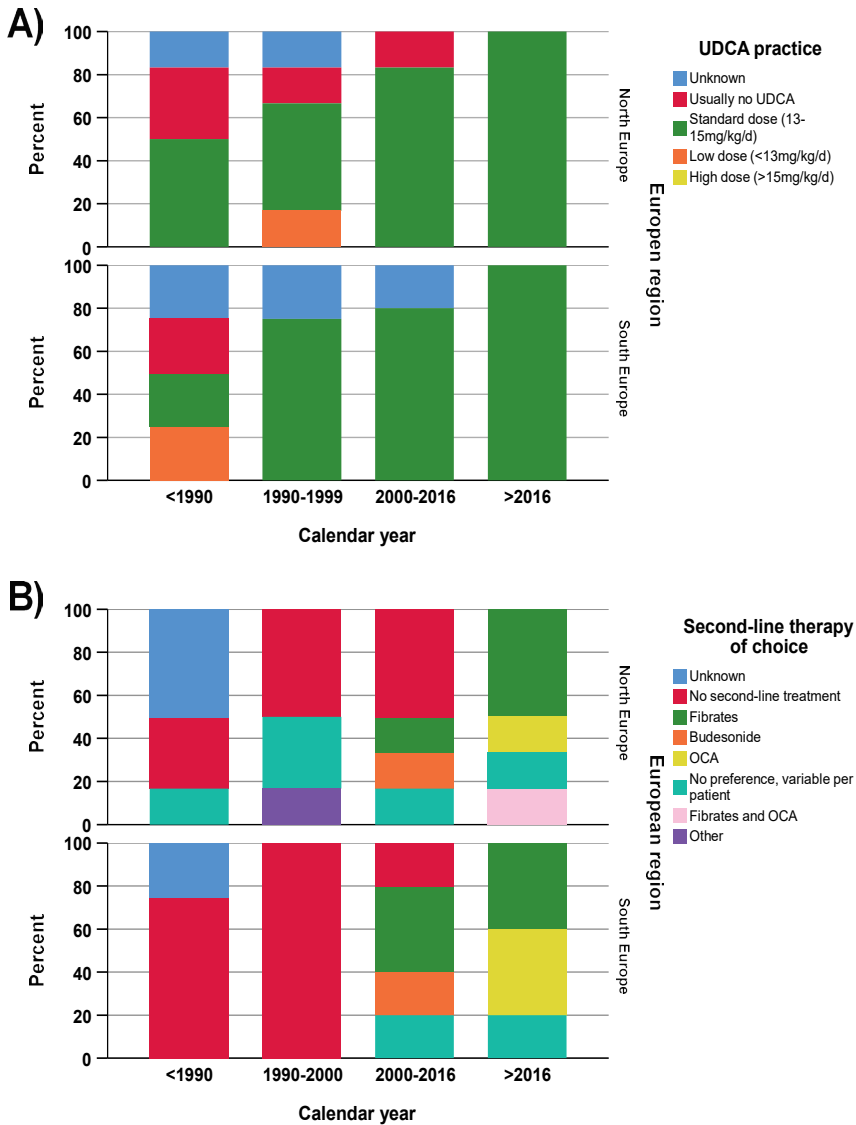 A)
100
80
60
40
20
0
Percent
North Europe
100
80
60
40
20
0
Percent
South Europe
<1990
1990-1999
2000-2016
>2016
Calendar year
Europen region
UDCA practice
Unknown
Usually no UDCA
Standard dose (13-
15mg/kg/d)
Low dose (<13mg/kg/d)
High dose (>15mg/kg/d)
B)
100
80
60
40
20
0
Percent
North Europe
100
80
60
40
20
0
Percent
South Europe
<1990
1990-2000
2000-2016
>2016
Calendar year
European region
Second-line therapy
of choice
Unknown
No second-line treatment
Fibrates
Budesonide
OCA
No preference, variable per
patient
Fibrates and OCA
Other